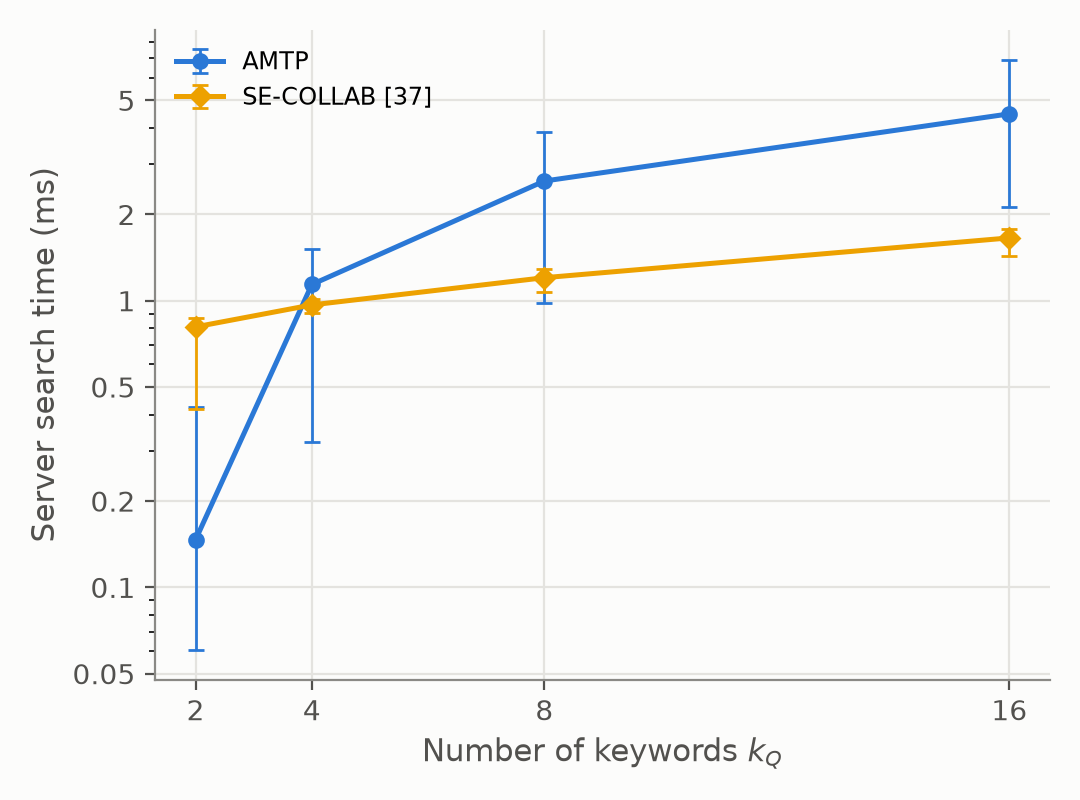 AMTP
SE-COLLAB [37]
Server search time (ms)
5
2
1
0.5
0.2
0.1
0.05
2 4 8 16
Number of keywords k_Q